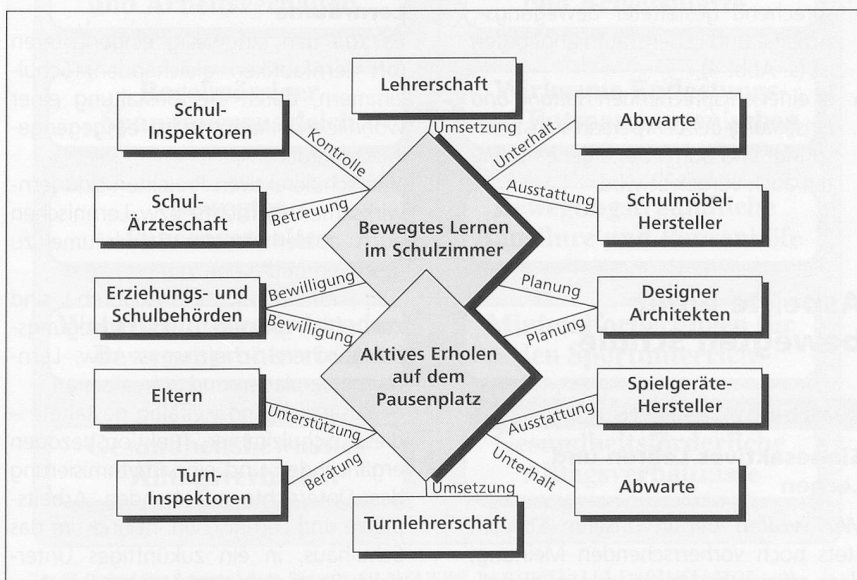 Lehrerschaft
Schul-
Inspektoren
Abwarte
Kontrolle
Umsetzung
Unterhalt
Schul-
Ärzteschaft
Betreuung
Ausstattung
Schulmöbel-
Bewegtes Lernen
im Schulzimmer
Erziehungs- und
Schulbehörden
Bewilligung
Bewilligung
Planung
Planung
Designer
Architekten
Aktives Erholen
auf dem
Pausenplatz
Eltern
Unterstützung
Ausstattung
Spielgeräte-
Hersteller
Turn-
Inspektoren
Beratung
Umsetzung
Unterhalt
Abwarte
Turnlehrerschaft